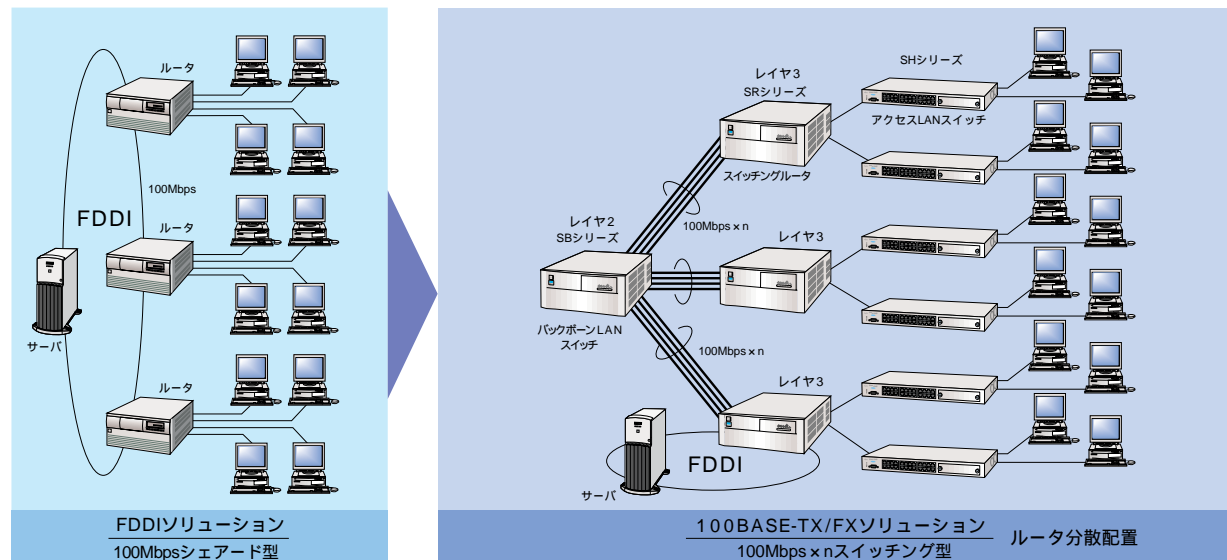 ルータ
100Mbps
FDDI
ルータ
サーバ
ルータ
FDDIソリューション
100Mbpsシェアード型
レイヤ3
SRシリーズ
スイッチングルータ
SHシリーズ
アクセスLANスイッチ
100Mbps×n
レイヤ2
SBシリーズ
バックボーンLAN
スイッチ
レイヤ3
100Mbps×n
レイヤ3
FDDI
サーバ
100BASE-TX/FXソリューション
100Mbps×nスイッチング型
ルータ分散配置